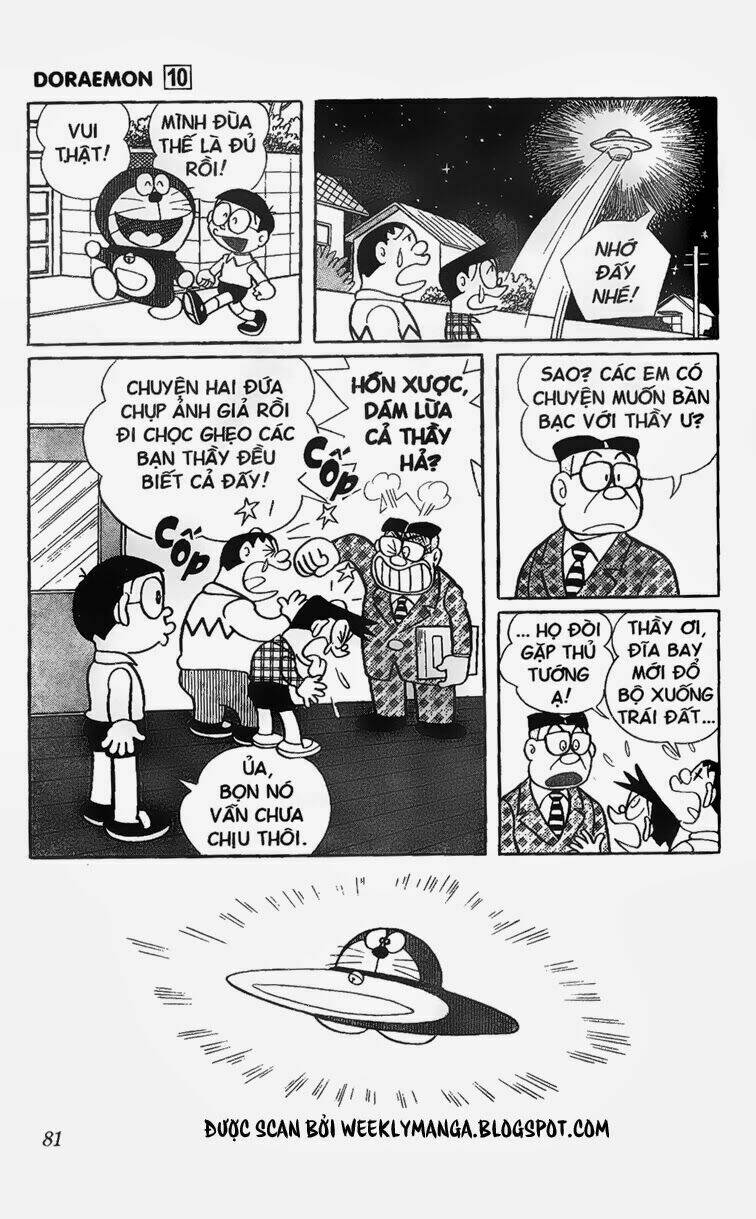 DORAEMON 10
NHỚ
ĐẤY
NHÉ!
MÌNH ĐÙA
THẾ LÀ ĐỦ
RỒI!
VUI
THẬT!
SAO? CÁC EM CÓ
CHUYỆN MUỐN BÀN
BẠC VỚI THẦY Ư?
THẦY ƠI,
ĐĨA BAY
MỚI ĐỔ
BỘ XUỐNG
TRÁI ĐẤT...
... HỌ ĐÒI
GẶP THỦ
TƯỚNG
Ạ!
HỖN XƯỢC,
DÁM LỪA
CẢ THẦY
HẢ?
CHUYỆN HAI ĐỨA
CHỤP ẢNH GIẢ RỒI
ĐI CHỌC GHẸO CÁC
BẠN THẦY ĐỀU
BIẾT CẢ ĐẤY!
CỐP
CỐP
ỦA,
BỌN NÓ
VẪN CHƯA
CHỊU THÔI.
81
ĐƯỢC SCAN BỞI WEEKLYMANGA.BLOGSPOT.COM